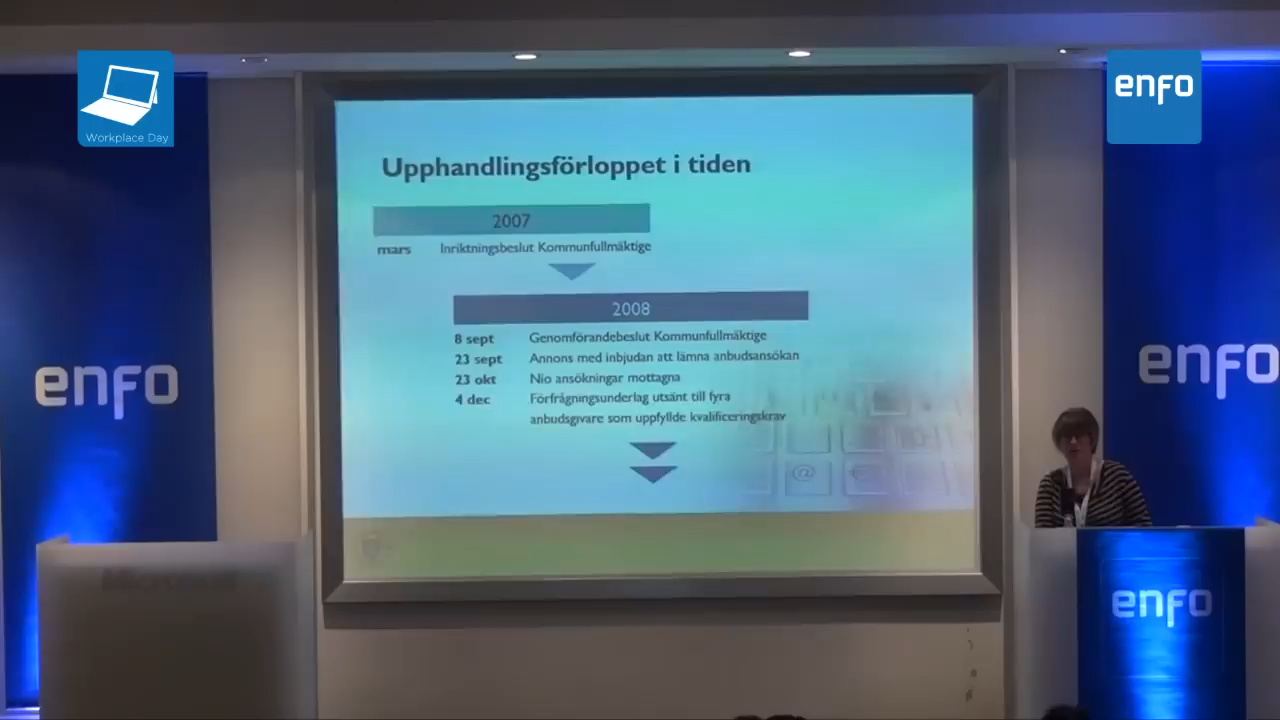 Workplace Day
enfo
Upphandlingsförloppet i tiden
2007
mars Inriktningsbeslut Kommunfullmäktige
2008
8 sept Genomförandebeslut Kommunfullmäktige
23 sept Annons med inbjudan att lämna anbudsansökan
23 okt Nio ansökningar mottagna
4 dec Förfrågningsunderlag utsänt till fyra
anbudsgivare som uppfyllde kvalificeringskrav
@
enfo
enfo
enfo